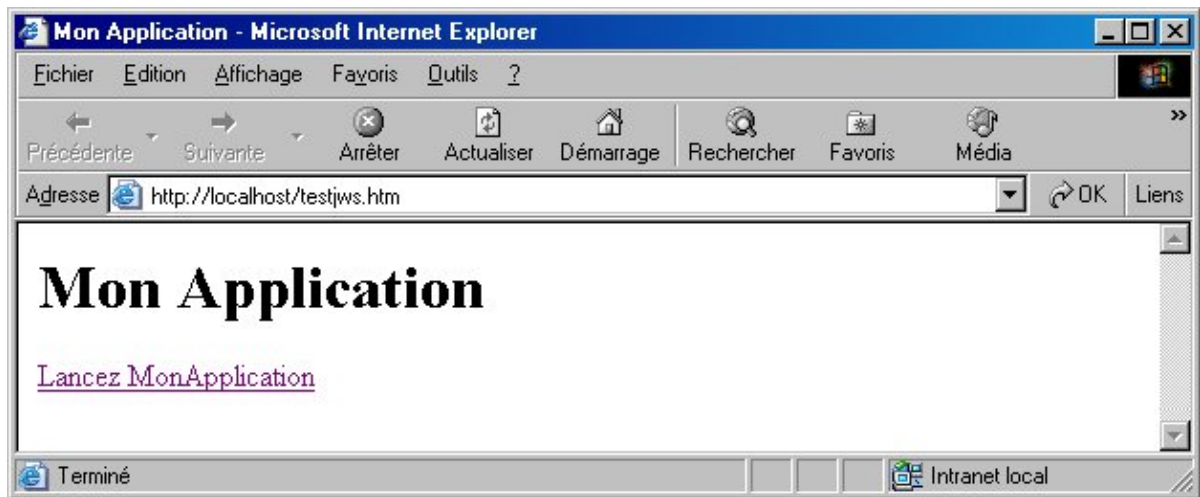 Mon Application - Microsoft Internet Explorer
Fichier Edition Affichage Favoris Outils ?
Précédente Suivante Arrêter Actualiser Démarrage Rechercher Favoris Média »
Adresse http://localhost/testjws.htm OK Liens
Mon Application
Lancez MonApplication
Terminé Intranet local